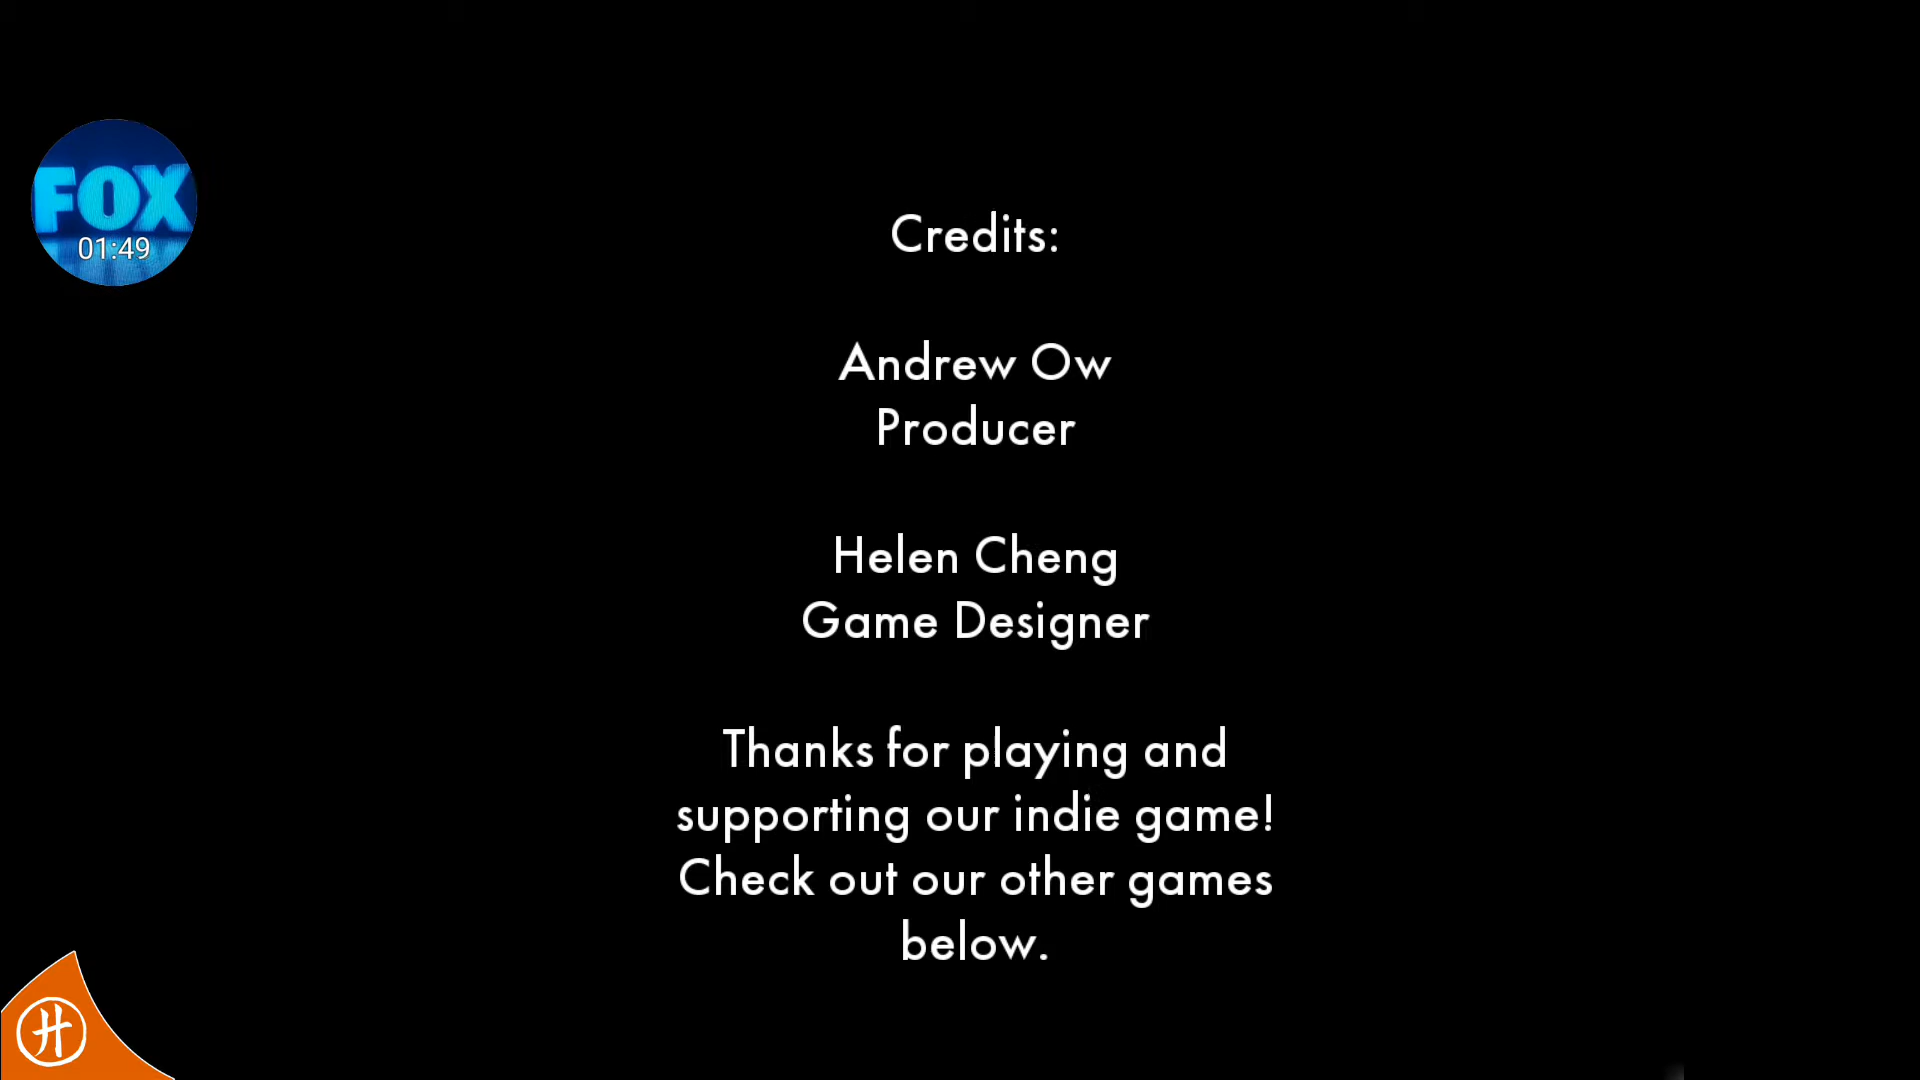 FOX
01:49
Credits:
Andrew Ow
Producer
Helen Cheng
Game Designer
Thanks for playing and
supporting our indie game!
Check out our other games
below.